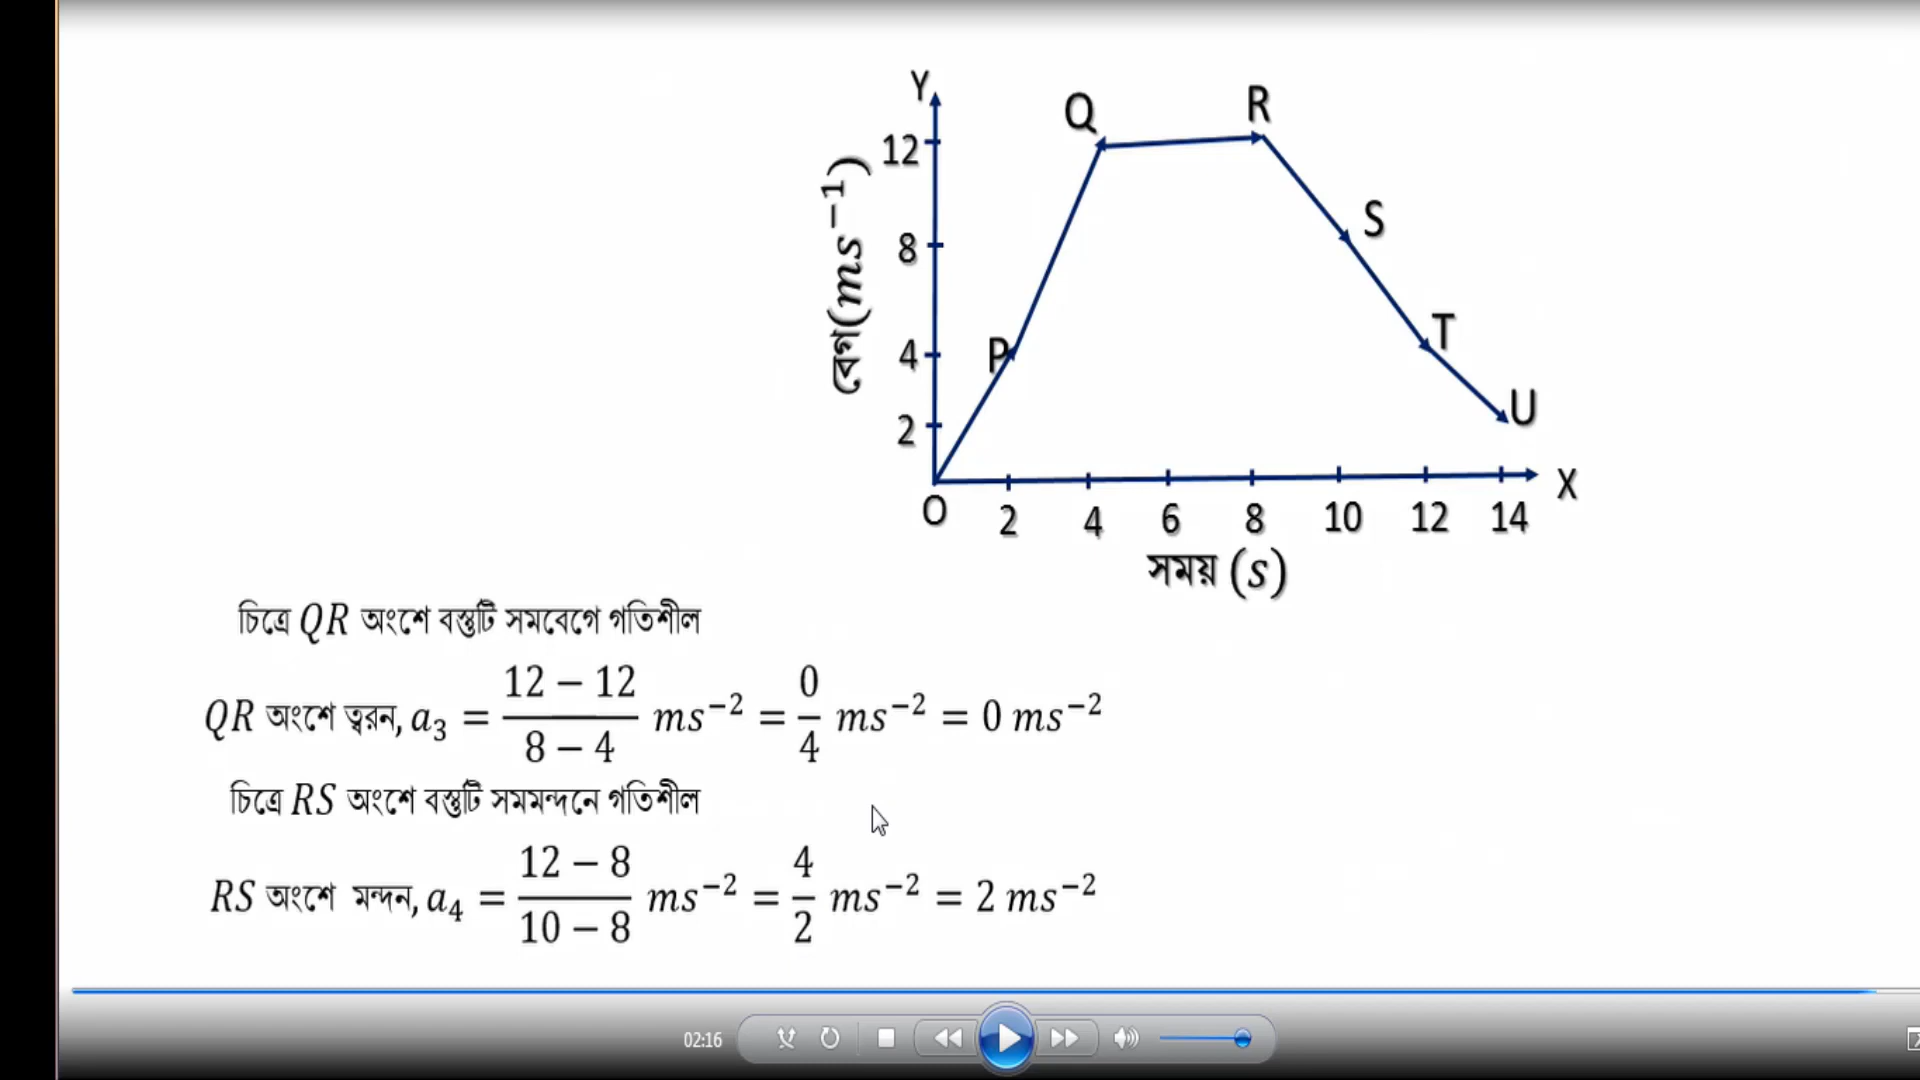 Y
Q
R
12
S
8
বেগ(ms⁻¹)
T
P
4
U
2
X
O
2 4 6 8 10 12 14
সময় (s)
চিত্রে QR অংশে বস্তুটি সমবেগে গতিশীল
QR অংশে ত্বরন, a₃ = (12 − 12)/(8 − 4) ms⁻² = 0/4 ms⁻² = 0 ms⁻²
চিত্রে RS অংশে বস্তুটি সমমন্দনে গতিশীল
RS অংশে মন্দন, a₄ = (12 − 8)/(10 − 8) ms⁻² = 4/2 ms⁻² = 2 ms⁻²
02:16